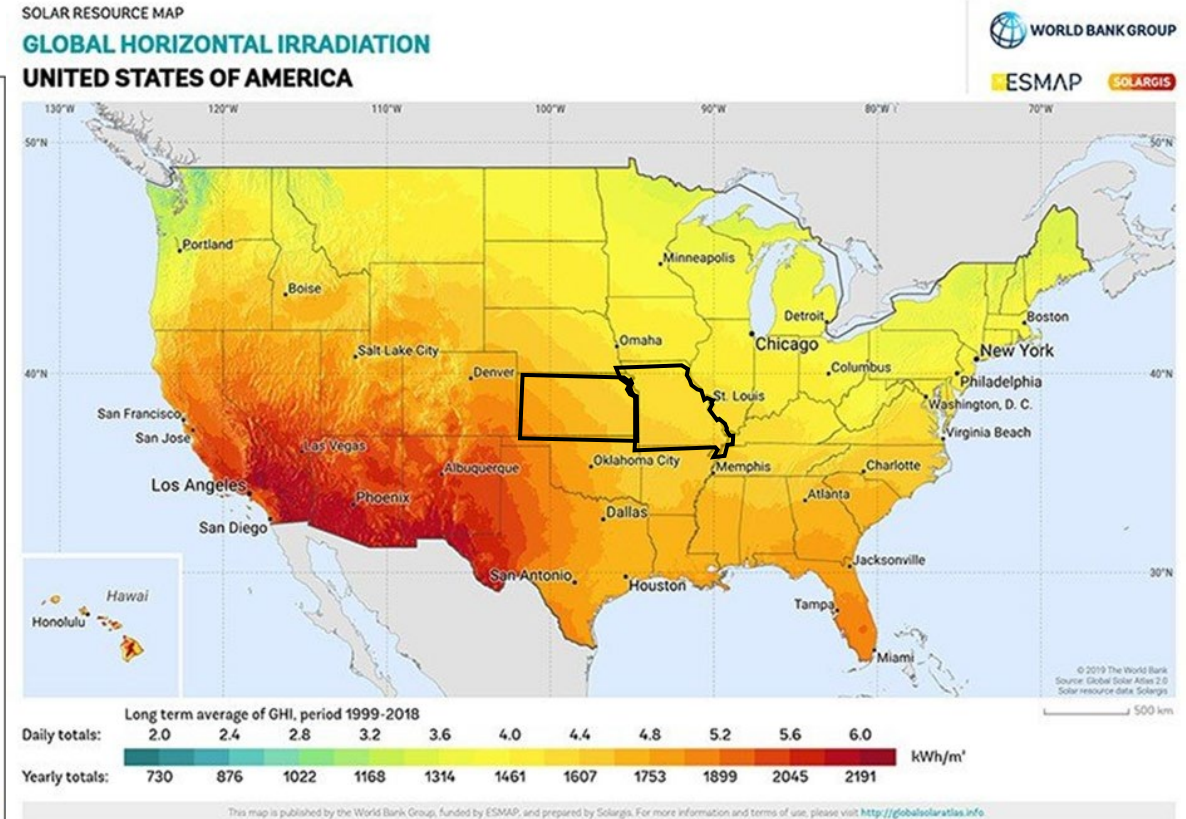 SOLAR RESOURCE MAP
GLOBAL HORIZONTAL IRRADIATION
UNITED STATES OF AMERICA
WORLD BANK GROUP
ESMAP
SOLARGIS
130°W 120°W 110°W 100°W 90°W 80°W 70°W
50°N 50°N
Portland
Minneapolis
Boise
Detroit
Boston
Omaha
Chicago
Salt Lake City
New York
Denver
Columbus
40°N 40°N
Philadelphia
St. Louis
Washington, D. C.
San Francisco
Virginia Beach
San Jose
Las Vegas
Oklahoma City
Albuquerque
Memphis
Charlotte
Los Angeles
Phoenix
Atlanta
Dallas
San Diego
Jacksonville
30°N
San Antonio
Houston
Hawai
Tampa
Honolulu
Miami
© 2019 The World Bank
Source: Global Solar Atlas 2.0
Solar resource data: Solargis
500 km
Long term average of GHI, period 1999-2018
Daily totals: 2.0 2.4 2.8 3.2 3.6 4.0 4.4 4.8 5.2 5.6 6.0
kWh/m²
Yearly totals: 730 876 1022 1168 1314 1461 1607 1753 1899 2045 2191
This map is published by the World Bank Group, funded by ESMAP, and prepared by Solargis. For more information and terms of use, please visit http://globalsolaratlas.info.